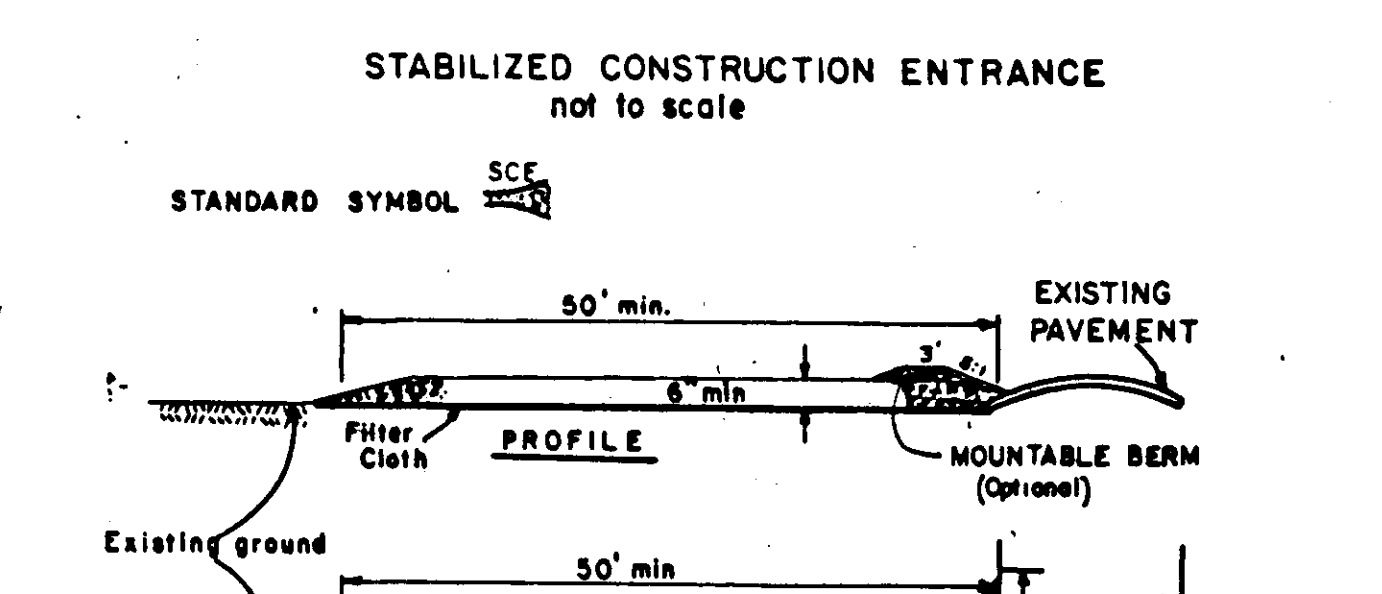 STABILIZED CONSTRUCTION ENTRANCE
not to scale
SCE
STANDARD SYMBOL
50' min.
EXISTING
PAVEMENT
3'
6" min
Filter
Cloth
PROFILE
MOUNTABLE BERM
(Optional)
Existing ground
50' min